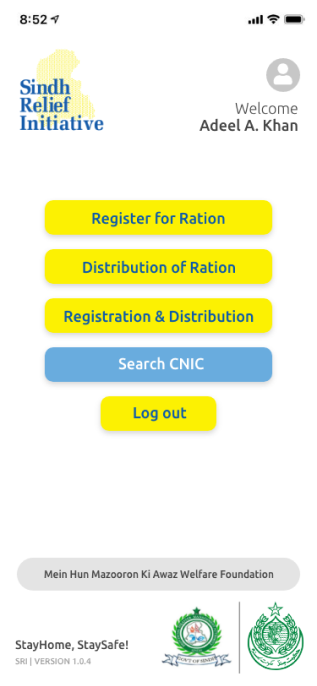 8:52
Sindh
Relief
Initiative
Welcome
Adeel A. Khan
Register for Ration
Distribution of Ration
Registration & Distribution
Search CNIC
Log out
Mein Hun Mazooron Ki Awaz Welfare Foundation
StayHome, StaySafe!
SRI | VERSION 1.0.4
GOVT OF SINDH